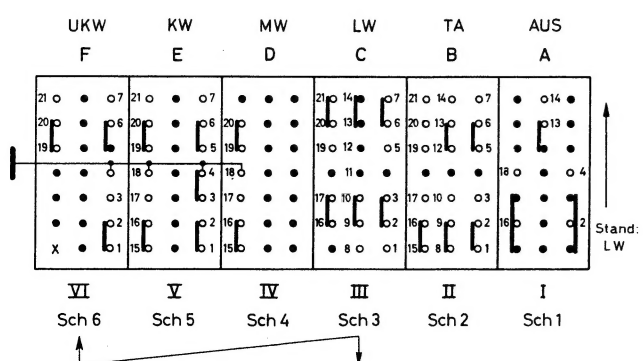 UKW KW MW LW TA AUS
F E D C B A
21 7 21 7 21 14 7 21 14 7 14
20 6 20 6 20 20 13 6 20 13 6 13
19 19 5 19 19 12 5 19 12 5
18 4 18 11 18 4
3 17 3 17 17 10 3 17 10 3
2 16 2 16 16 9 2 16 9 2 16 2
X 1 15 1 15 8 1 15 8 1
Stand:
LW
VI V IV III II I
Sch 6 Sch 5 Sch 4 Sch 3 Sch 2 Sch 1